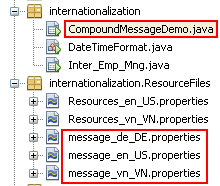 internationalization
CompoundMessageDemo.java
DateTimeFormat.java
Inter_Emp_Mng.java
internationalization.ResourceFiles
Resources_en_US.properties
Resources_vn_VN.properties
message_de_DE.properties
message_en_US.properties
message_vn_VN.properties